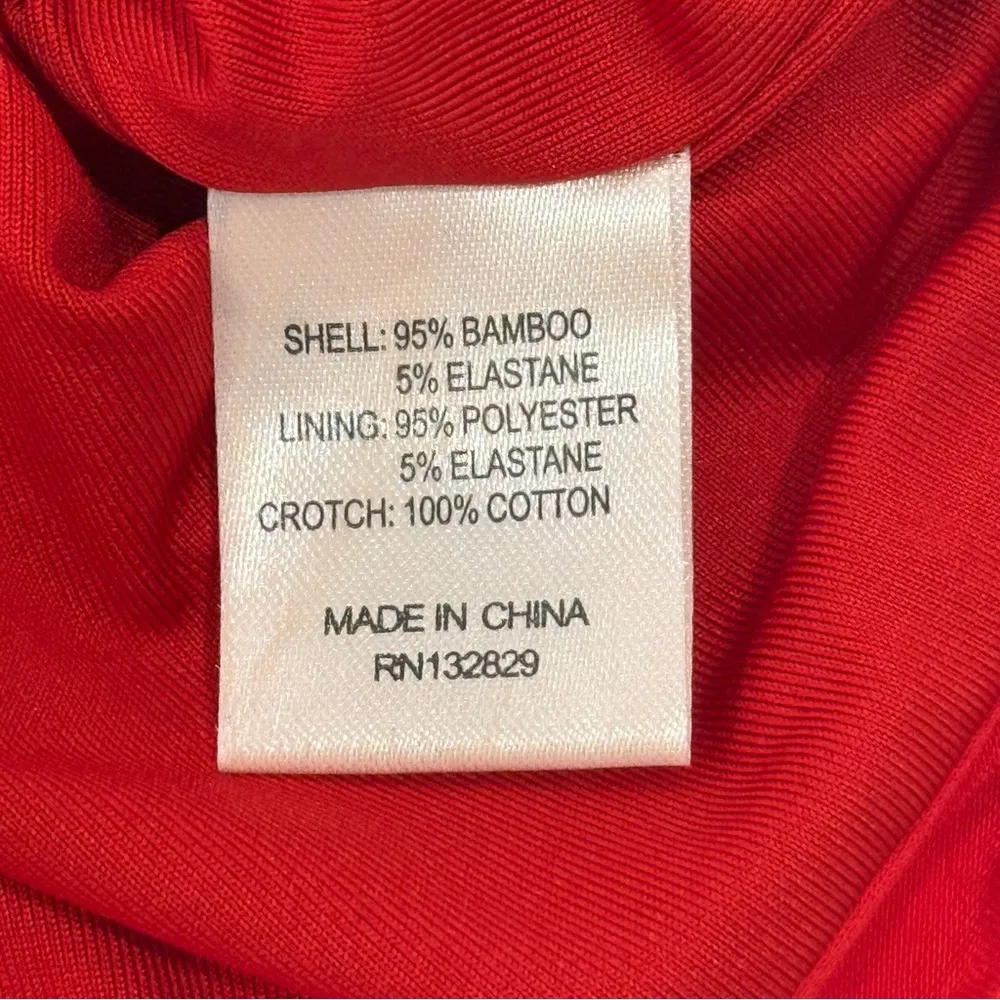 SHELL: 95% BAMBOO
5% ELASTANE
LINING: 95% POLYESTER
5% ELASTANE
CROTCH: 100% COTTON
MADE IN CHINA
RN132829